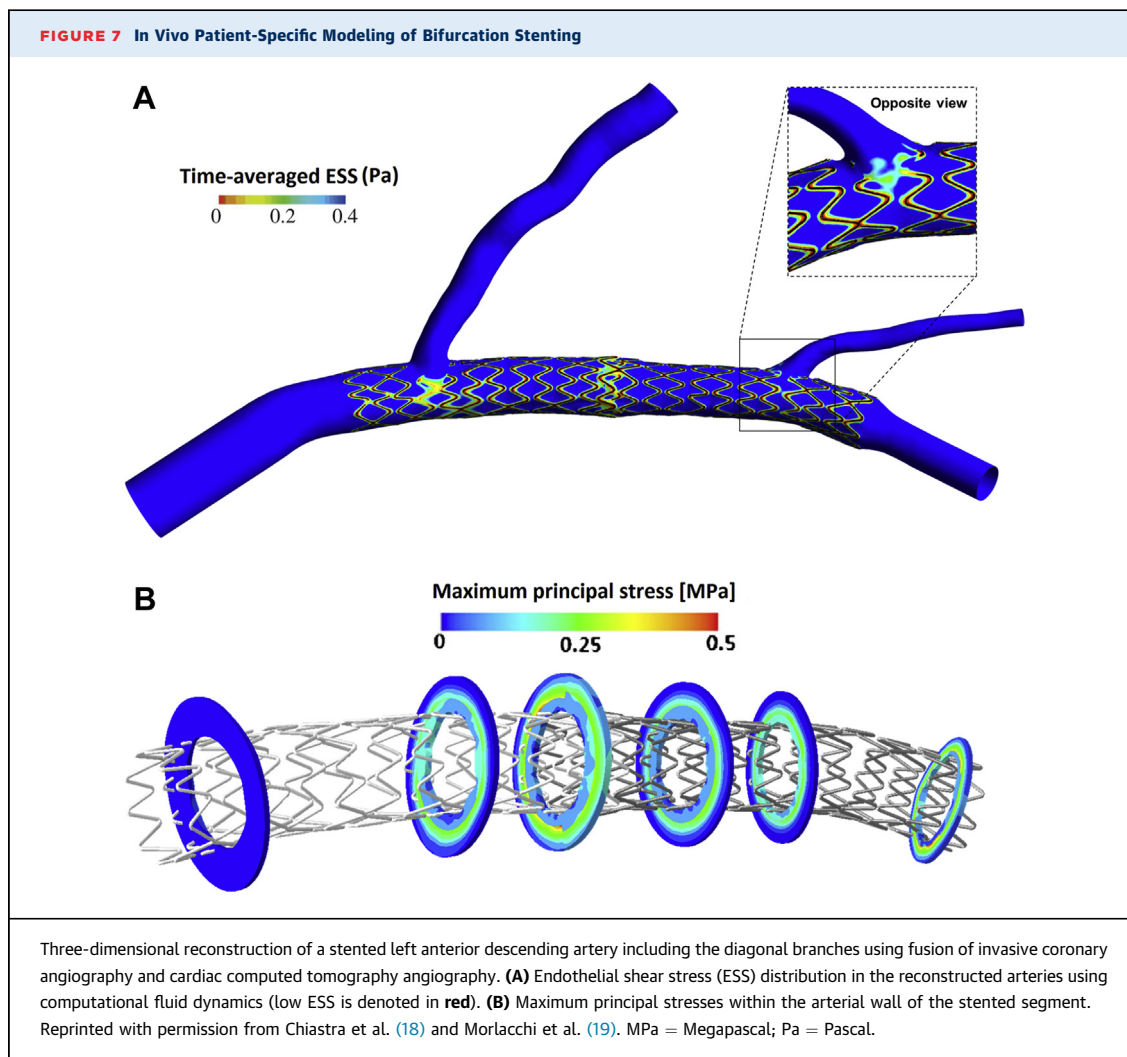 FIGURE 7 In Vivo Patient-Specific Modeling of Bifurcation Stenting
A
Opposite view
Time-averaged ESS (Pa)
0 0.2 0.4
B
Maximum principal stress [MPa]
0 0.25 0.5
Three-dimensional reconstruction of a stented left anterior descending artery including the diagonal branches using fusion of invasive coronary
angiography and cardiac computed tomography angiography. (A) Endothelial shear stress (ESS) distribution in the reconstructed arteries using
computational fluid dynamics (low ESS is denoted in red). (B) Maximum principal stresses within the arterial wall of the stented segment.
Reprinted with permission from Chiastra et al. (18) and Morlacchi et al. (19). MPa = Megapascal; Pa = Pascal.